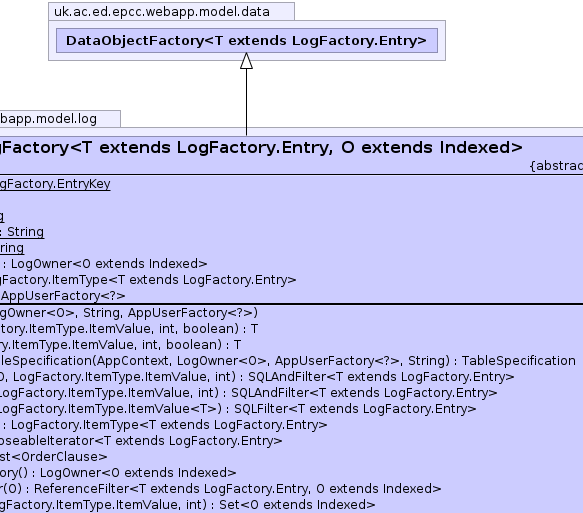 uk.ac.ed.epcc.webapp.model.data
DataObjectFactory<T extends LogFactory.Entry>
bapp.model.log
gFactory<T extends LogFactory.Entry, O extends Indexed>
{abstrac
gFactory.EntryKey
g
: String
ring
: LogOwner<O extends Indexed>
gFactory.ItemType<T extends LogFactory.Entry>
AppUserFactory<?>
ogOwner<O>, String, AppUserFactory<?>)
tory.ItemType.ItemValue, int, boolean) : T
ry.ItemType.ItemValue, int, boolean) : T
bleSpecification(AppContext, LogOwner<O>, AppUserFactory<?>, String) : TableSpecification
O, LogFactory.ItemType.ItemValue, int) : SQLAndFilter<T extends LogFactory.Entry>
LogFactory.ItemType.ItemValue, int) : SQLAndFilter<T extends LogFactory.Entry>
LogFactory.ItemType.ItemValue<T>) : SQLFilter<T extends LogFactory.Entry>
: LogFactory.ItemType<T extends LogFactory.Entry>
oseableIterator<T extends LogFactory.Entry>
st<OrderClause>
ory() : LogOwner<O extends Indexed>
r(O) : ReferenceFilter<T extends LogFactory.Entry, O extends Indexed>
gFactory.ItemType.ItemValue, int) : Set<O extends Indexed>